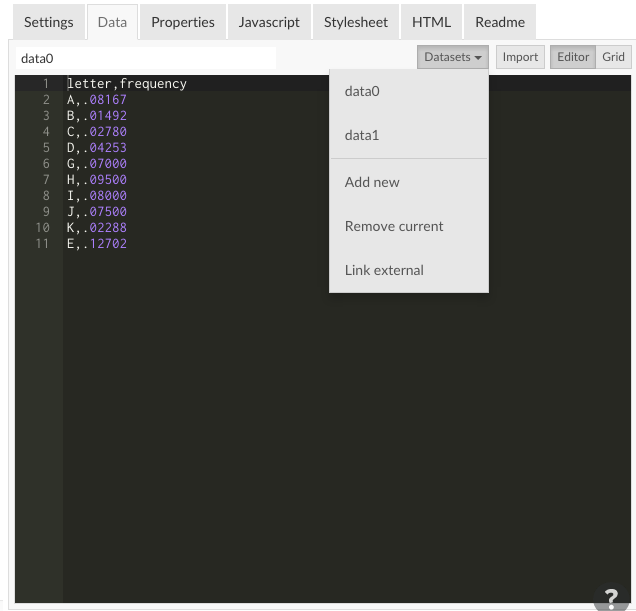 Settings Data Properties Javascript Stylesheet HTML Readme
data0 Datasets Import Editor Grid
1 letter,frequency
2 A,.08167
3 B,.01492
4 C,.02780
5 D,.04253
6 G,.07000
7 H,.09500
8 I,.08000
9 J,.07500
10 K,.02288
11 E,.12702
data0
data1
Add new
Remove current
Link external
?